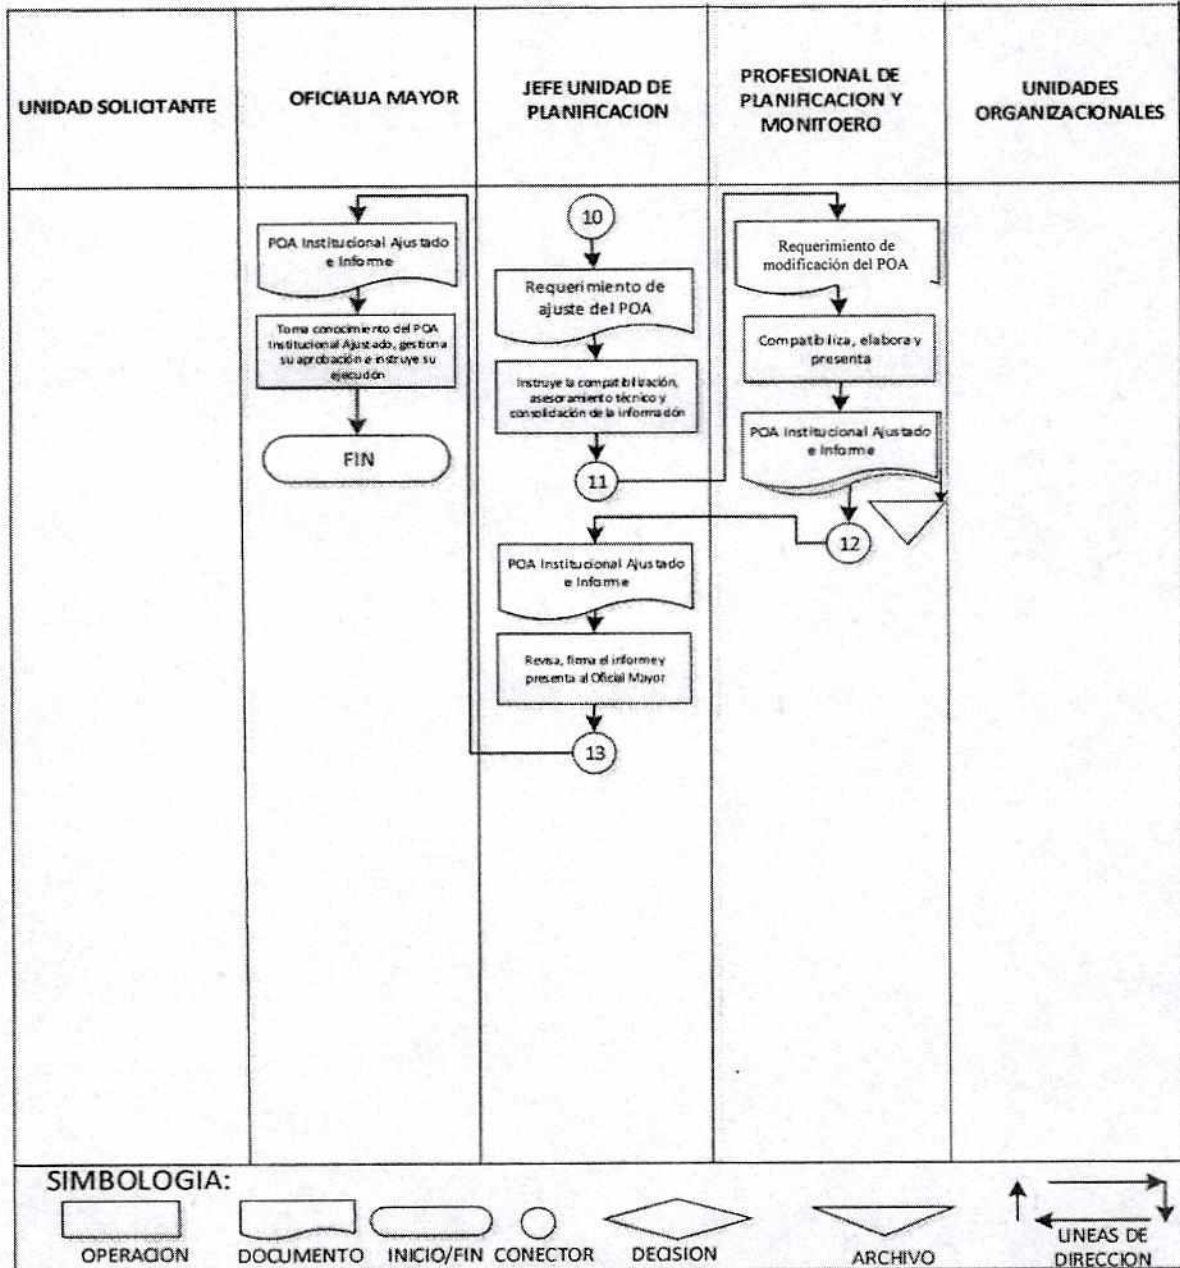 UNIDAD SOLICITANTE
OFICIALIA MAYOR
JEFE UNIDAD DE
PLANIFICACION
PROFESIONAL DE
PLANIFICACION Y
MONITOERO
UNIDADES
ORGANIZACIONALES
POA Institucional Ajustado
e Informe
Toma conocimiento del POA
Institucional Ajustado, gestiona
su aprobación e instruye su
ejecución
FIN
10
Requerimiento de
ajuste del POA
Instruye la compatibilización,
asesoramiento técnico y
consolidación de la información
11
POA Institucional Ajustado
e Informe
Revisa, firma el informe y
presenta al Oficial Mayor
13
Requerimiento de
modificación del POA
Compatibiliza, elabora y
presenta
POA Institucional Ajustado
e Informe
12
SIMBOLOGIA:
OPERACION
DOCUMENTO
INICIO/FIN
CONECTOR
DECISION
ARCHIVO
LINEAS DE
DIRECCION